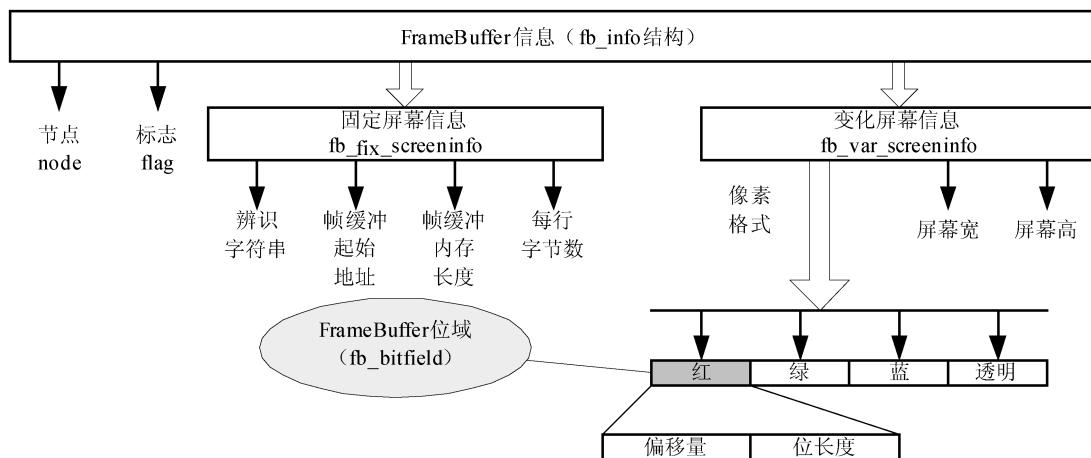 FrameBuffer信息（fb_info结构）
节点
node
标志
flag
固定屏幕信息
fb_fix_screeninfo
变化屏幕信息
fb_var_screeninfo
辨识
字符串
帧缓冲
起始
地址
帧缓冲
内存
长度
每行
字节数
像素
格式
屏幕宽
屏幕高
FrameBuffer位域
（fb_bitfield）
红
绿
蓝
透明
偏移量
位长度